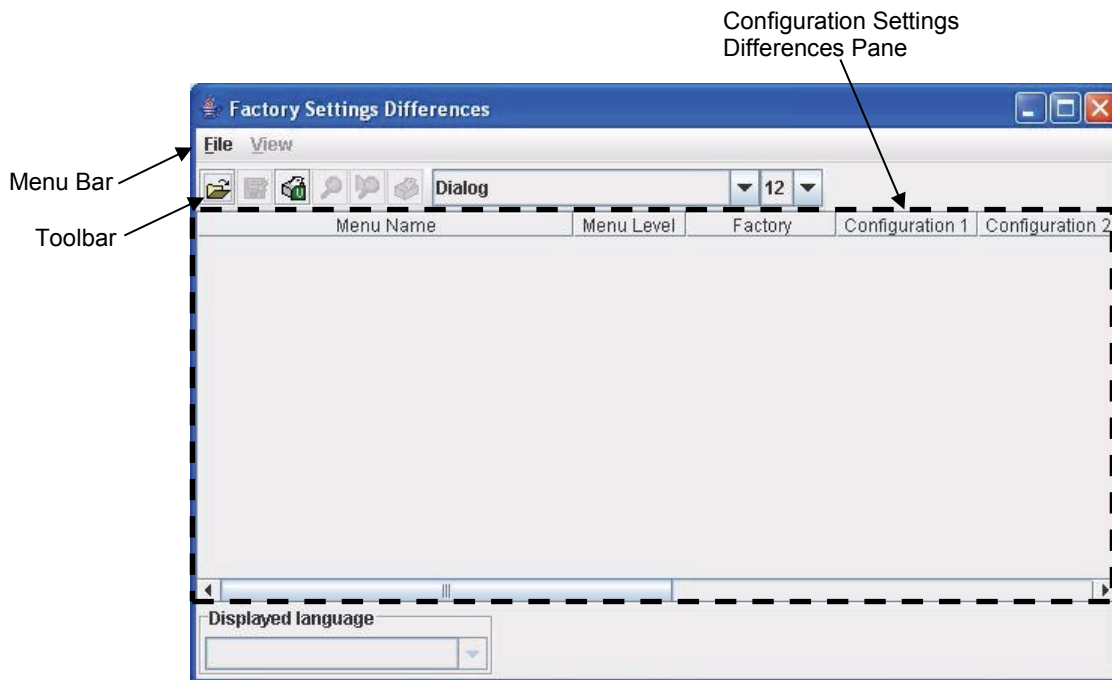 Configuration Settings
Differences Pane
Factory Settings Differences
File View
Menu Bar
Dialog 12
Toolbar
Menu Name Menu Level Factory Configuration 1 Configuration 2
Displayed language